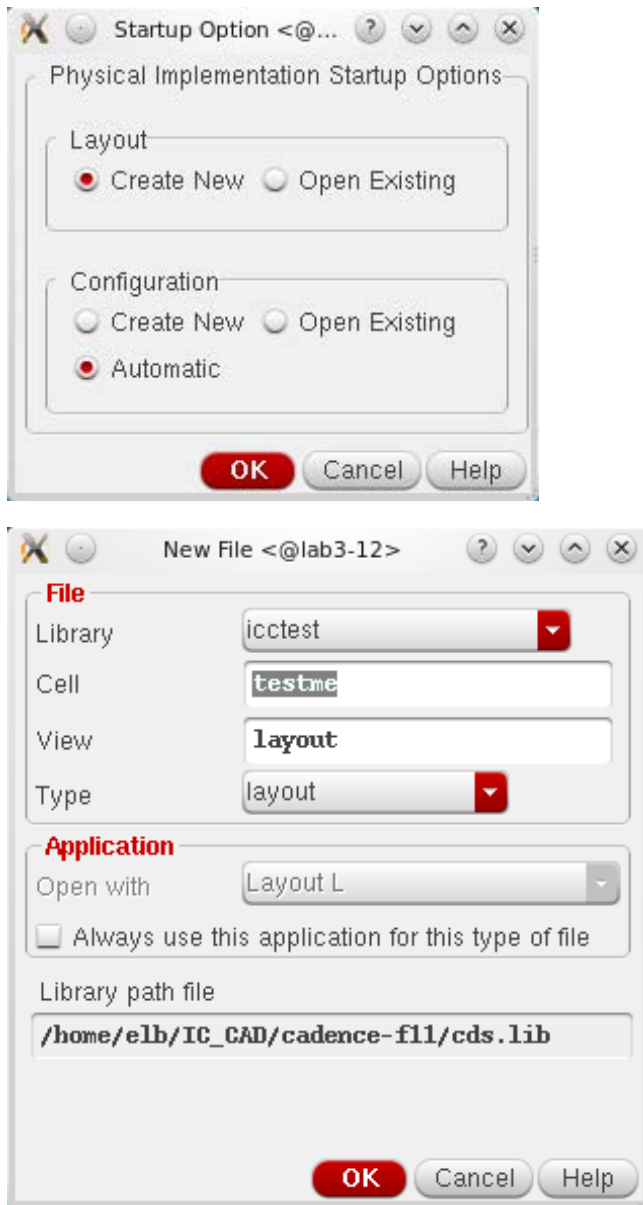 Startup Option <@...
Physical Implementation Startup Options
Layout
Create New Open Existing
Configuration
Create New Open Existing
Automatic
OK Cancel Help
New File <@lab3-12>
File
Library icctest
Cell testme
View layout
Type layout
Application
Open with Layout L
Always use this application for this type of file
Library path file
/home/elb/IC_CAD/cadence-f11/cds.lib
OK Cancel Help